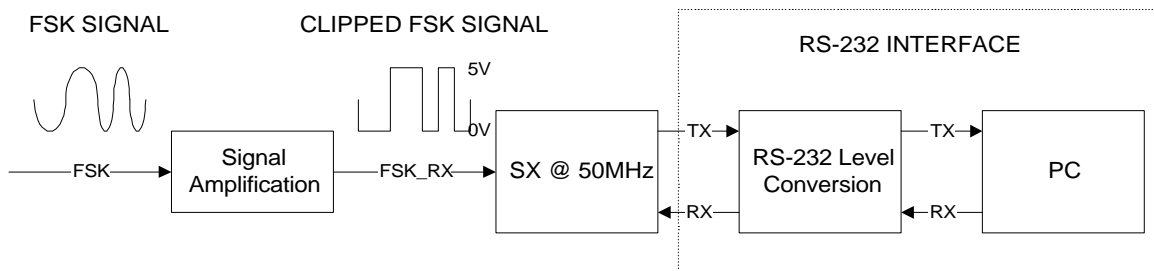 FSK SIGNAL
CLIPPED FSK SIGNAL
RS-232 INTERFACE
5V
0V
FSK
Signal
Amplification
FSK_RX
SX @ 50MHz
TX
RX
RS-232 Level
Conversion
TX
RX
PC